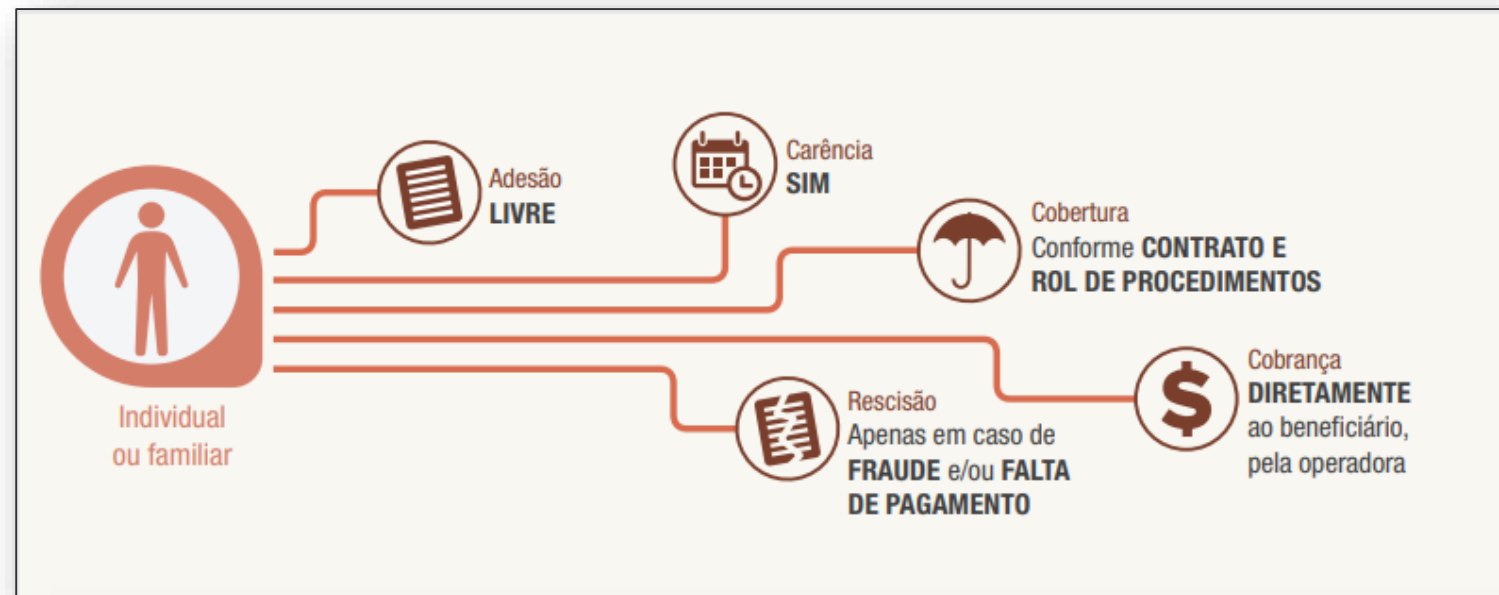 Individual
ou familiar
Adesão
LIVRE
Carência
SIM
Cobertura
Conforme CONTRATO E
ROL DE PROCEDIMENTOS
Cobrança
DIRETAMENTE
ao beneficiário,
pela operadora
Rescisão
Apenas em caso de
FRAUDE e/ou FALTA
DE PAGAMENTO